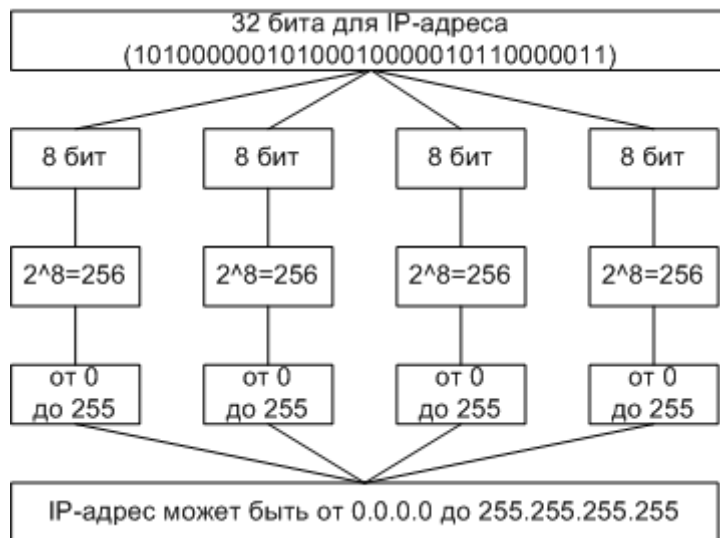 32 бита для IP-адреса
(10100000010100010000010110000011)
8 бит
8 бит
8 бит
8 бит
2^8=256
2^8=256
2^8=256
2^8=256
от 0
до 255
от 0
до 255
от 0
до 255
от 0
до 255
IP-адрес может быть от 0.0.0.0 до 255.255.255.255